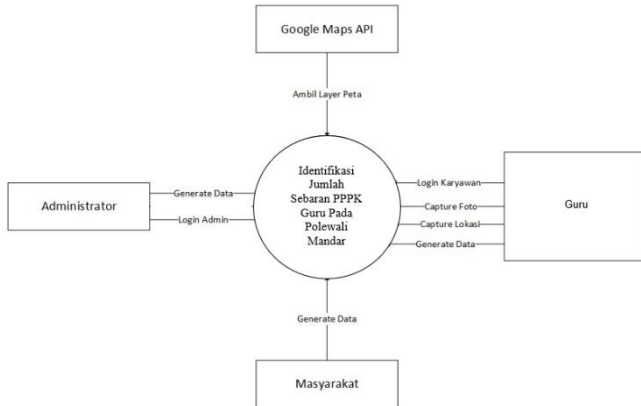 Google Maps API
Ambil Layer Peta
Identifikasi
Jumlah
Sebaran PPPK
Guru Pada
Polewali
Mandar
Administrator
Generate Data
Login Admin
Login Karyawan
Capture Foto
Capture Lokasi
Generate Data
Guru
Generate Data
Masyarakat